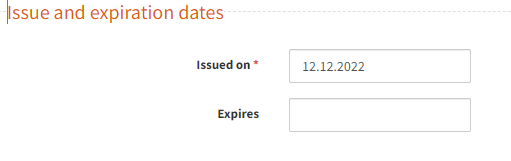 Issue and expiration dates
Issued on * 12.12.2022
Expires